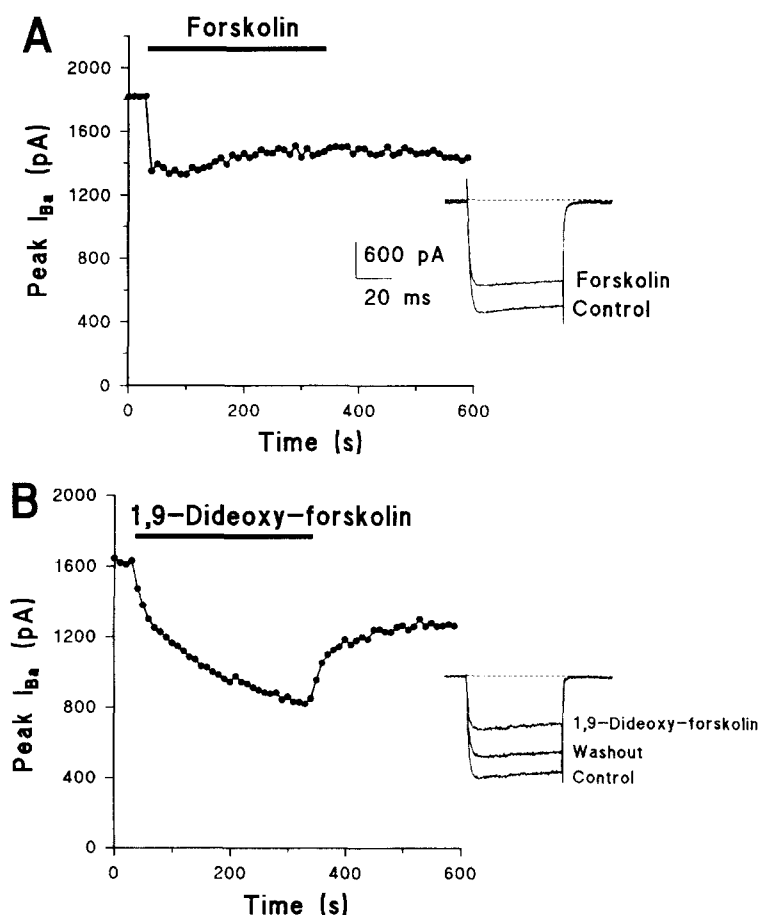 A
Forskolin
2000
1600
1200
800
400
0
Peak I_Ba (pA)
0
200
400
600
Time (s)
600 pA
20 ms
Forskolin
Control
B
1,9-Dideoxy-forskolin
2000
1600
1200
800
400
0
Peak I_Ba (pA)
0
200
400
600
Time (s)
1,9-Dideoxy-forskolin
Washout
Control